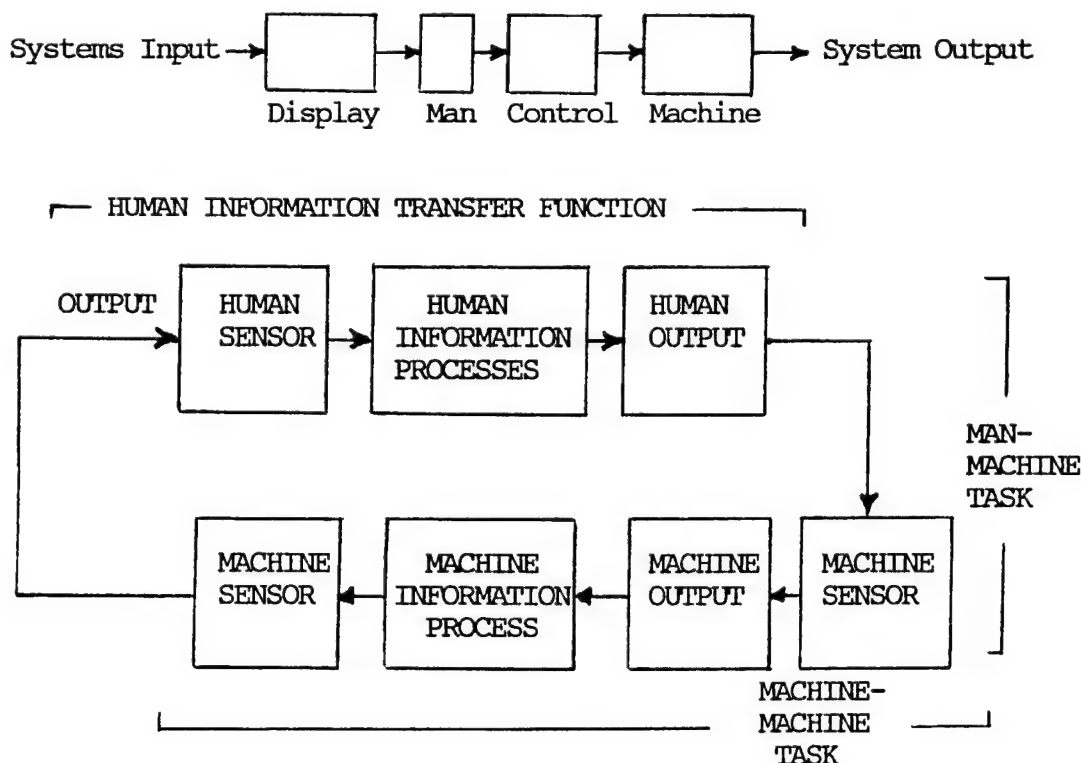 Systems Input
System Output
Display
Man
Control
Machine
HUMAN INFORMATION TRANSFER FUNCTION
OUTPUT
HUMAN
SENSOR
HUMAN
INFORMATION
PROCESSES
HUMAN
OUTPUT
MAN-
MACHINE
TASK
MACHINE
SENSOR
MACHINE
INFORMATION
PROCESS
MACHINE
OUTPUT
MACHINE
SENSOR
MACHINE-
MACHINE
TASK